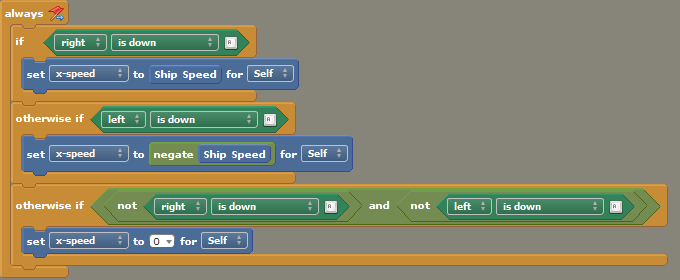 always
if right is down A
set x-speed to Ship Speed for Self
otherwise if left is down A
set x-speed to negate Ship Speed for Self
otherwise if not right is down A and not left is down A
set x-speed to 0 for Self